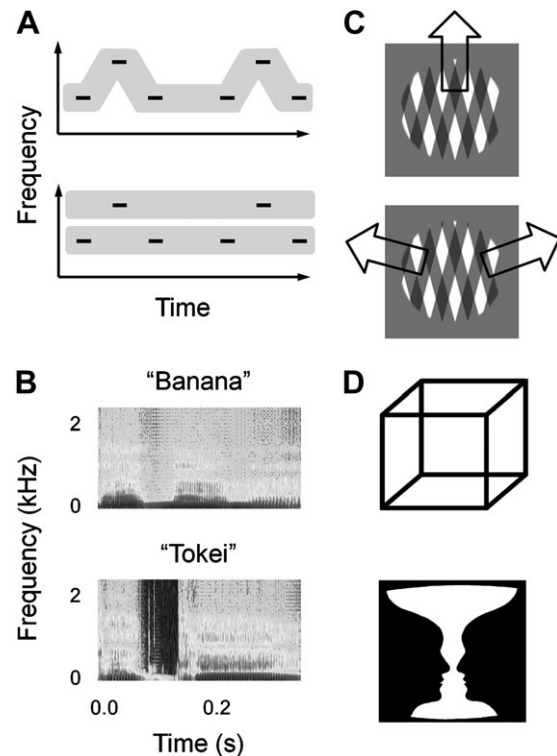 A
Frequency
Time
B
“Banana”
2
0
“Tokei”
2
0
Frequency (kHz)
0.0 0.2
Time (s)
C
D